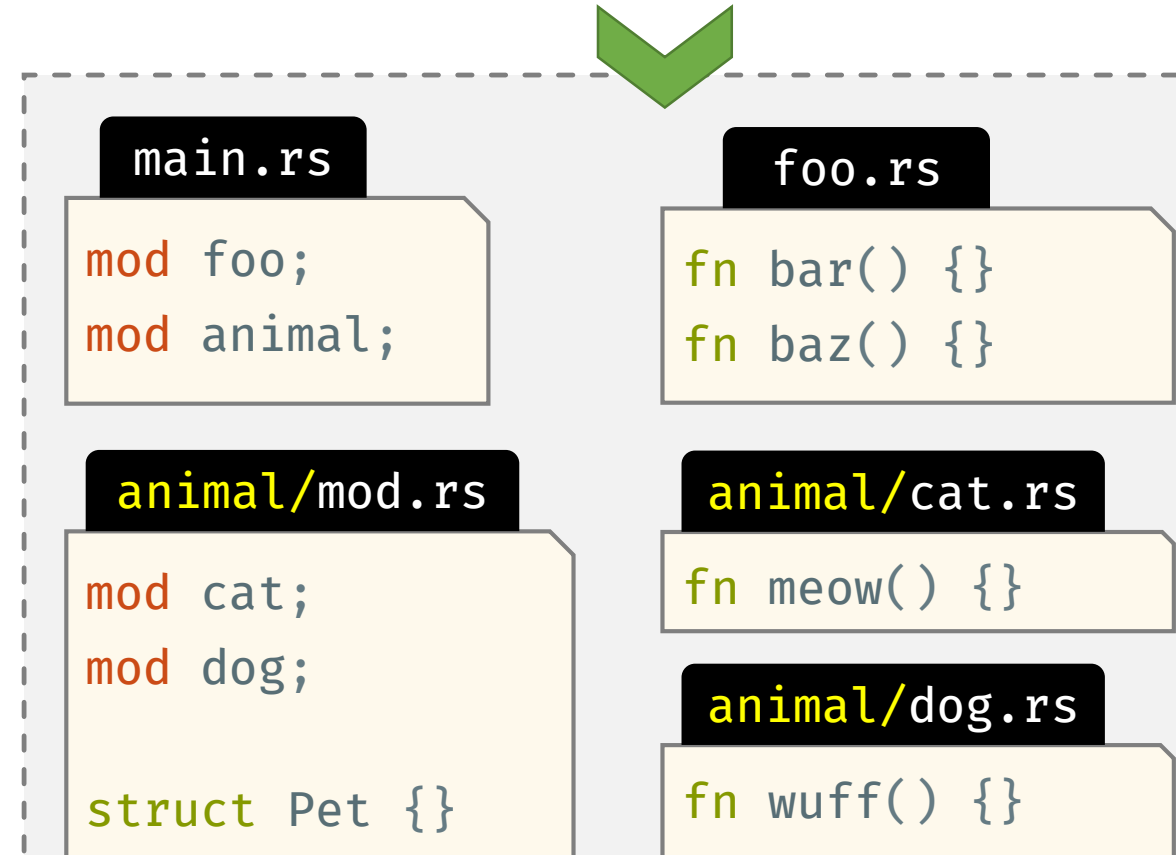 main.rs
mod foo;
mod animal;
foo.rs
fn bar() {}
fn baz() {}
animal/mod.rs
mod cat;
mod dog;
struct Pet {}
animal/cat.rs
fn meow() {}
animal/dog.rs
fn wuff() {}